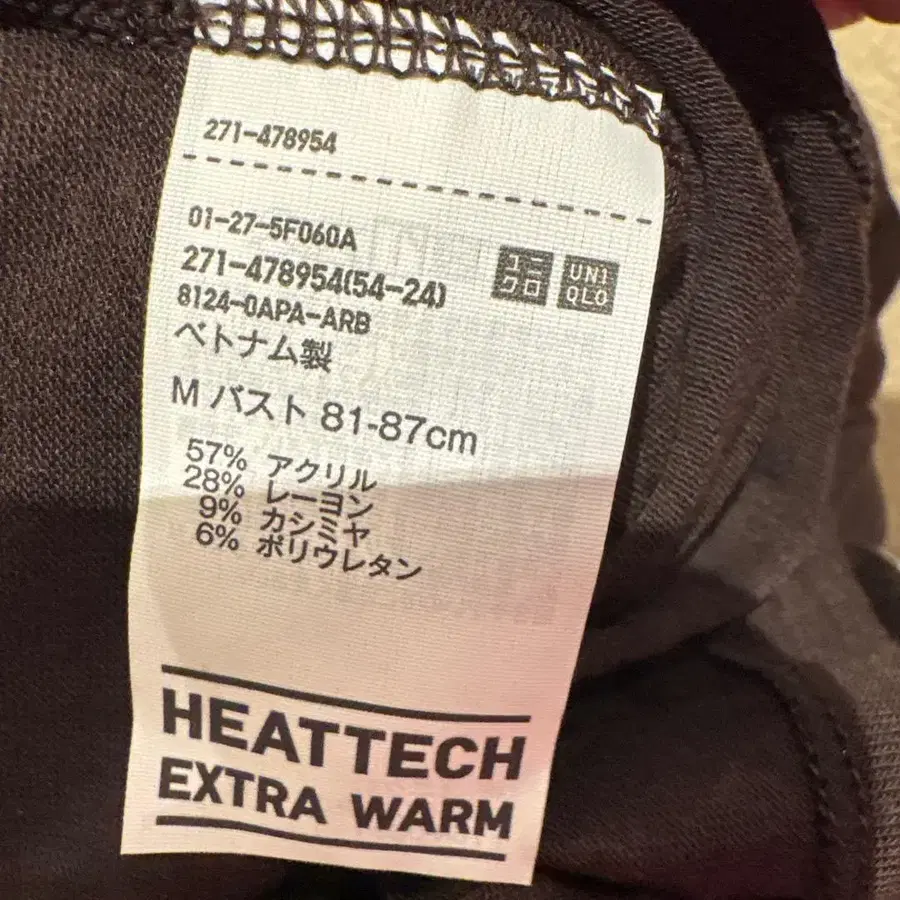 271-478954
01-27-5F060A
271-478954(54-24)
8124-0APA-ARB
ユニ
クロ
UNI
QLO
ベトナム製
M バスト 81-87cm
57% アクリル
28% レーヨン
9% カシミヤ
6% ポリウレタン
HEATTECH
EXTRA WARM